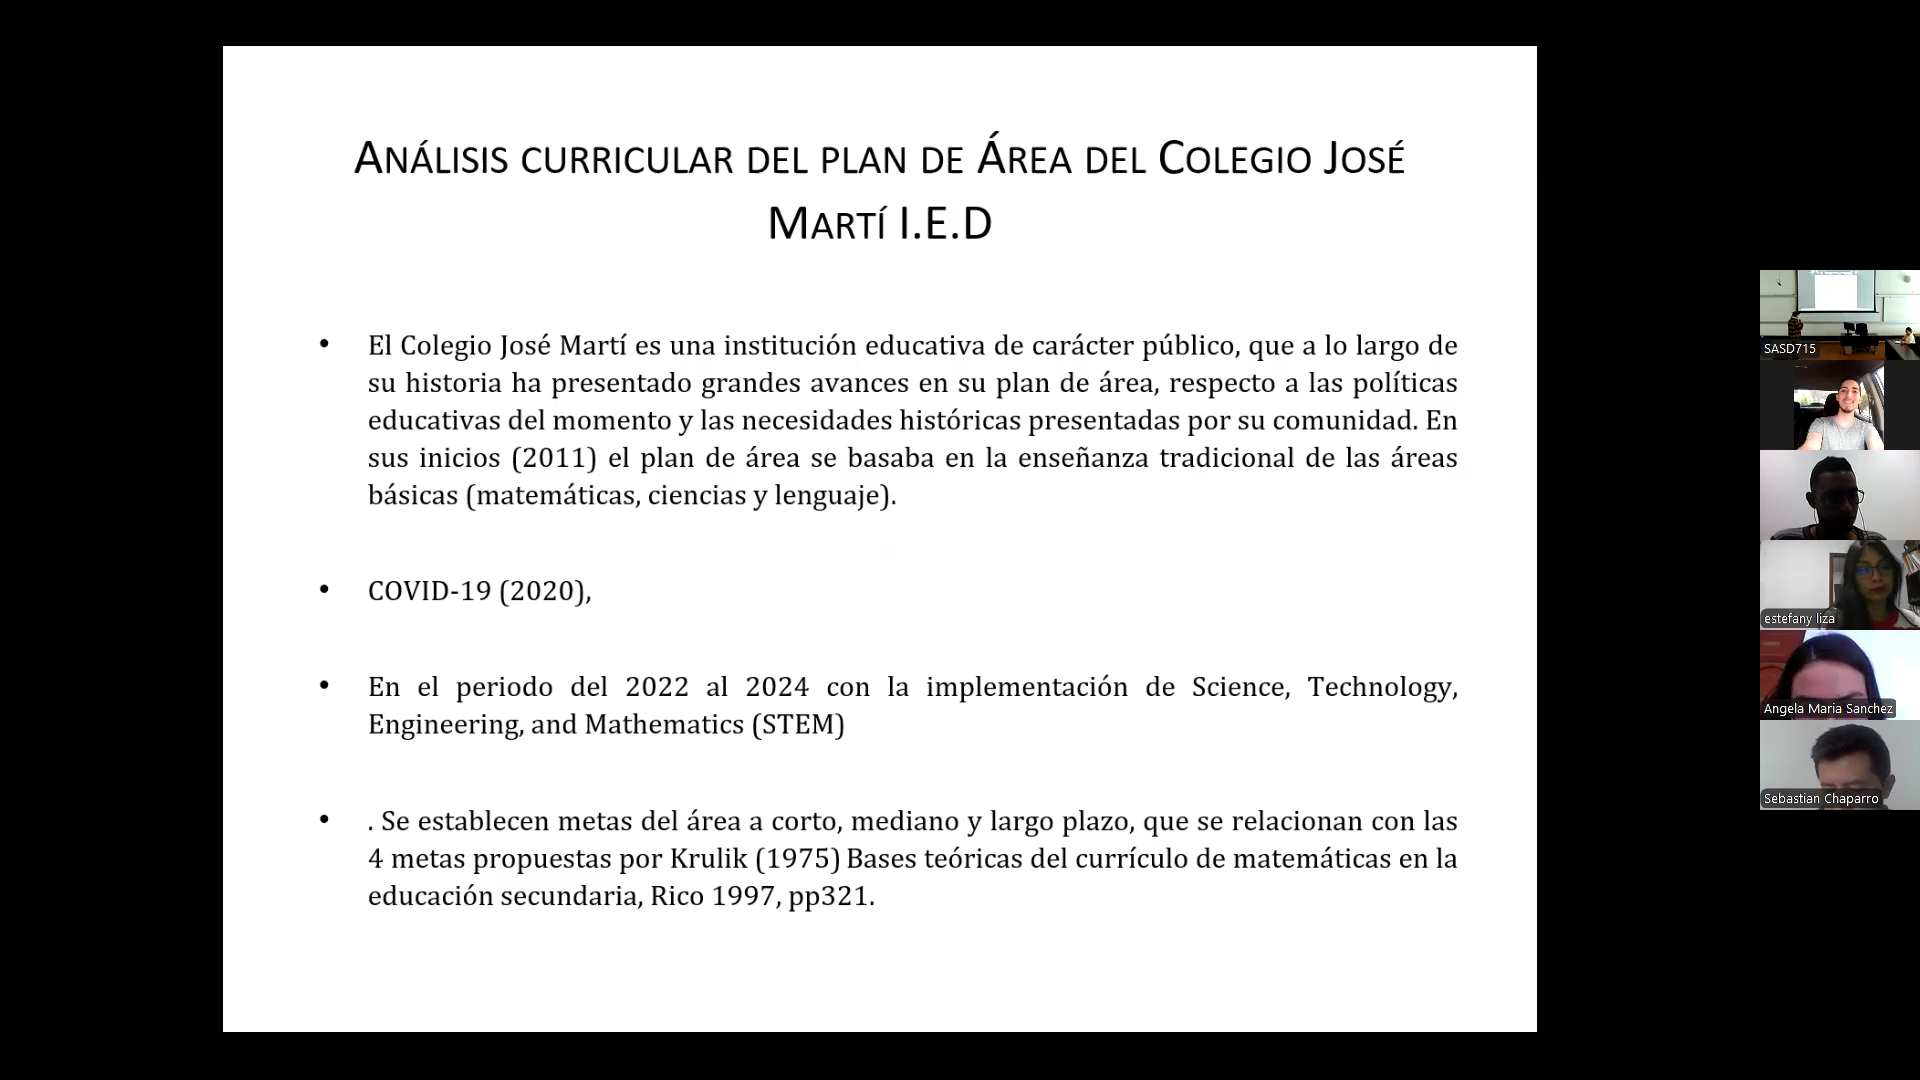 Análisis curricular del plan de Área del Colegio José
Martí I.E.D
• El Colegio José Martí es una institución educativa de carácter público, que a lo largo de
su historia ha presentado grandes avances en su plan de área, respecto a las políticas
educativas del momento y las necesidades históricas presentadas por su comunidad. En
sus inicios (2011) el plan de área se basaba en la enseñanza tradicional de las áreas
básicas (matemáticas, ciencias y lenguaje).
• COVID-19 (2020),
• En el periodo del 2022 al 2024 con la implementación de Science, Technology,
Engineering, and Mathematics (STEM)
• . Se establecen metas del área a corto, mediano y largo plazo, que se relacionan con las
4 metas propuestas por Krulik (1975) Bases teóricas del currículo de matemáticas en la
educación secundaria, Rico 1997, pp321.
SASD715
estefany liza
Angela Maria Sanchez
Sebastian Chaparro